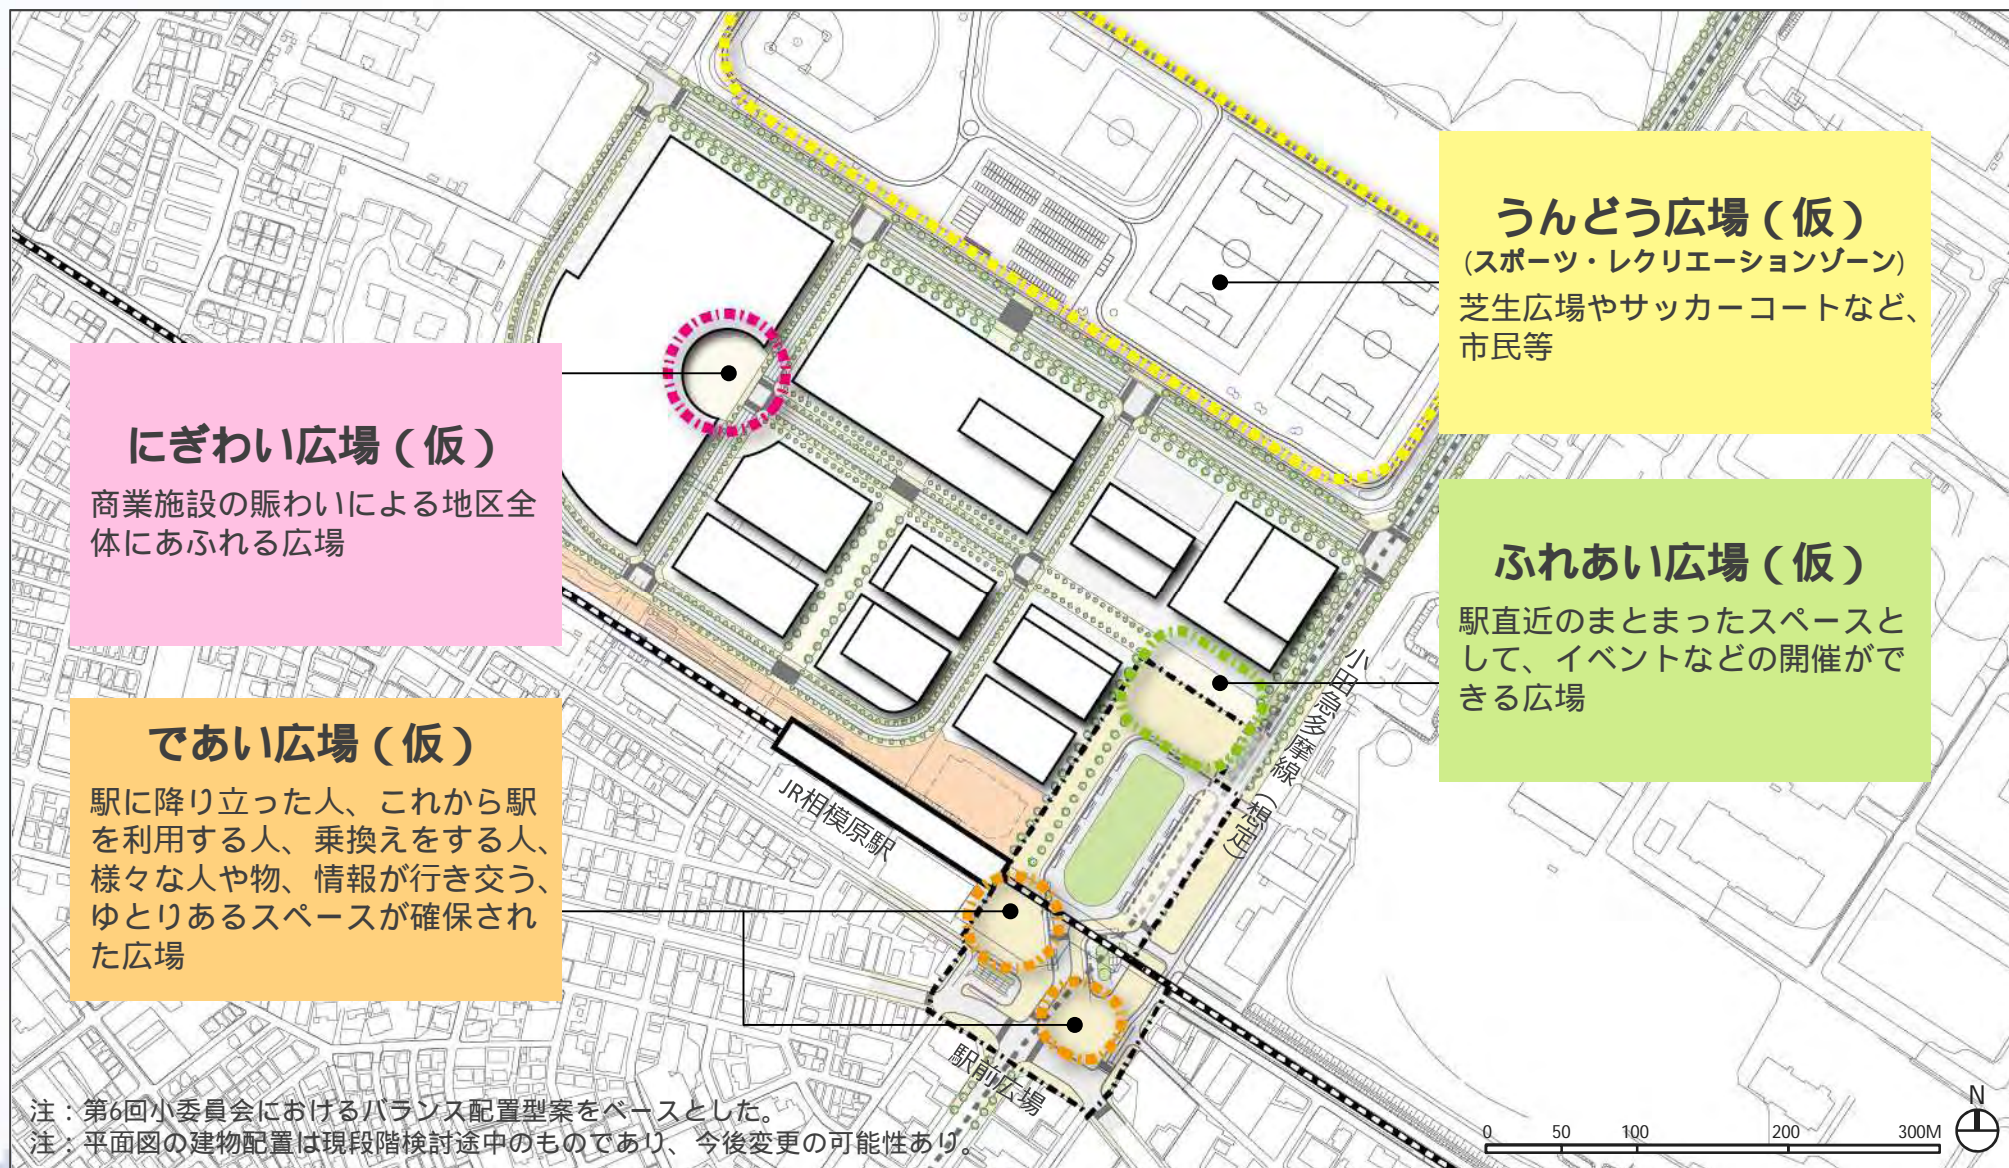 うんどう広場（仮）
(スポーツ・レクリエーションゾーン)
芝生広場やサッカーコートなど、
市民等
にぎわい広場（仮）
商業施設の賑わいによる地区全
体にあふれる広場
ふれあい広場（仮）
駅直近のまとまったスペースと
して、イベントなどの開催がで
きる広場
であい広場（仮）
駅に降り立った人、これから駅
を利用する人、乗換えをする人、
様々な人や物、情報が行き交う、
ゆとりあるスペースが確保され
た広場
小田急多摩線（想定）
JR相模原駅
駅前広場
注：第6回小委員会におけるバランス配置型案をベースとした。
注：平面図の建物配置は現段階検討途中のものであり、今後変更の可能性あり。
0 50 100 200 300M
N